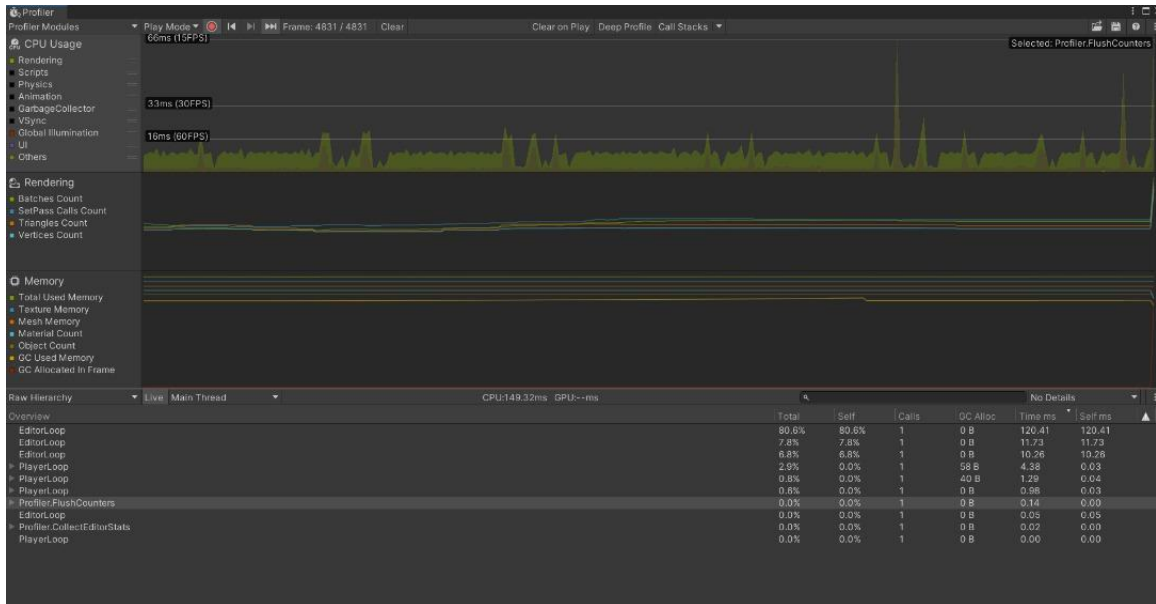 Profiler
Profiler Modules Play Mode Frame: 4831 / 4831 Clear Clear on Play Deep Profile Call Stacks
CPU Usage
Rendering
Scripts
Physics
Animation
GarbageCollector
VSync
Global Illumination
UI
Others
66ms (15FPS)
33ms (30FPS)
16ms (60FPS)
Selected: Profiler.FlushCounters
Rendering
Batches Count
SetPass Calls Count
Triangles Count
Vertices Count
Memory
Total Used Memory
Texture Memory
Mesh Memory
Material Count
Object Count
GC Used Memory
GC Allocated In Frame
Raw Hierarchy Live Main Thread CPU:149.32ms GPU:--ms No Details
Overview Total Self Calls GC Alloc Time ms Self ms
EditorLoop 80.6% 80.6% 1 0 B 120.41 120.41
EditorLoop 7.8% 7.8% 1 0 B 11.73 11.73
EditorLoop 6.8% 6.8% 1 0 B 10.26 10.26
PlayerLoop 2.9% 0.0% 1 58 B 4.38 0.03
PlayerLoop 0.8% 0.0% 1 40 B 1.29 0.04
PlayerLoop 0.6% 0.0% 1 0 B 0.98 0.03
Profiler.FlushCounters 0.0% 0.0% 1 0 B 0.14 0.00
EditorLoop 0.0% 0.0% 1 0 B 0.05 0.05
Profiler.CollectEditorStats 0.0% 0.0% 1 0 B 0.02 0.00
PlayerLoop 0.0% 0.0% 1 0 B 0.00 0.00